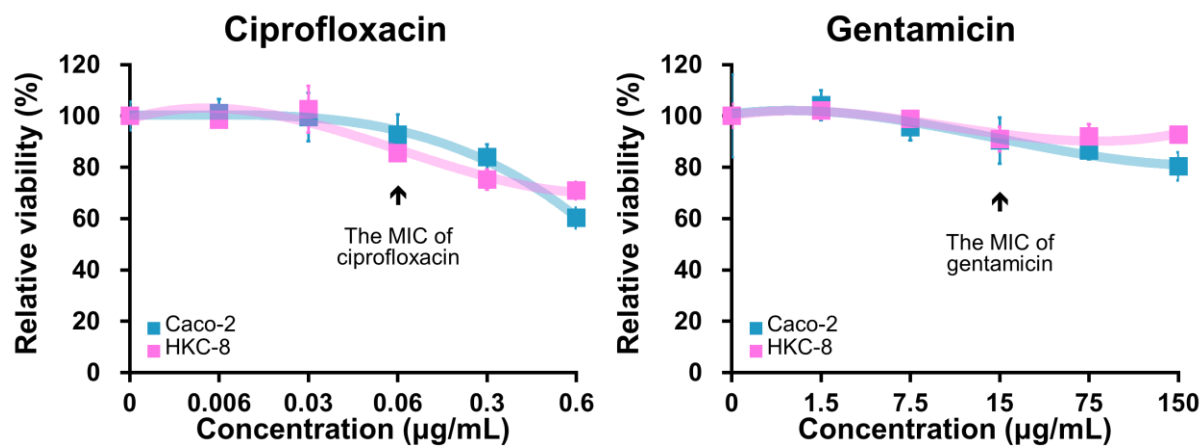 Ciprofloxacin
Relative viability (%)
120
100
80
60
40
20
0
The MIC of
ciprofloxacin
Caco-2
HKC-8
0 0.006 0.03 0.06 0.3 0.6
Concentration (μg/mL)
Gentamicin
Relative viability (%)
120
100
80
60
40
20
0
The MIC of
gentamicin
Caco-2
HKC-8
0 1.5 7.5 15 75 150
Concentration (μg/mL)